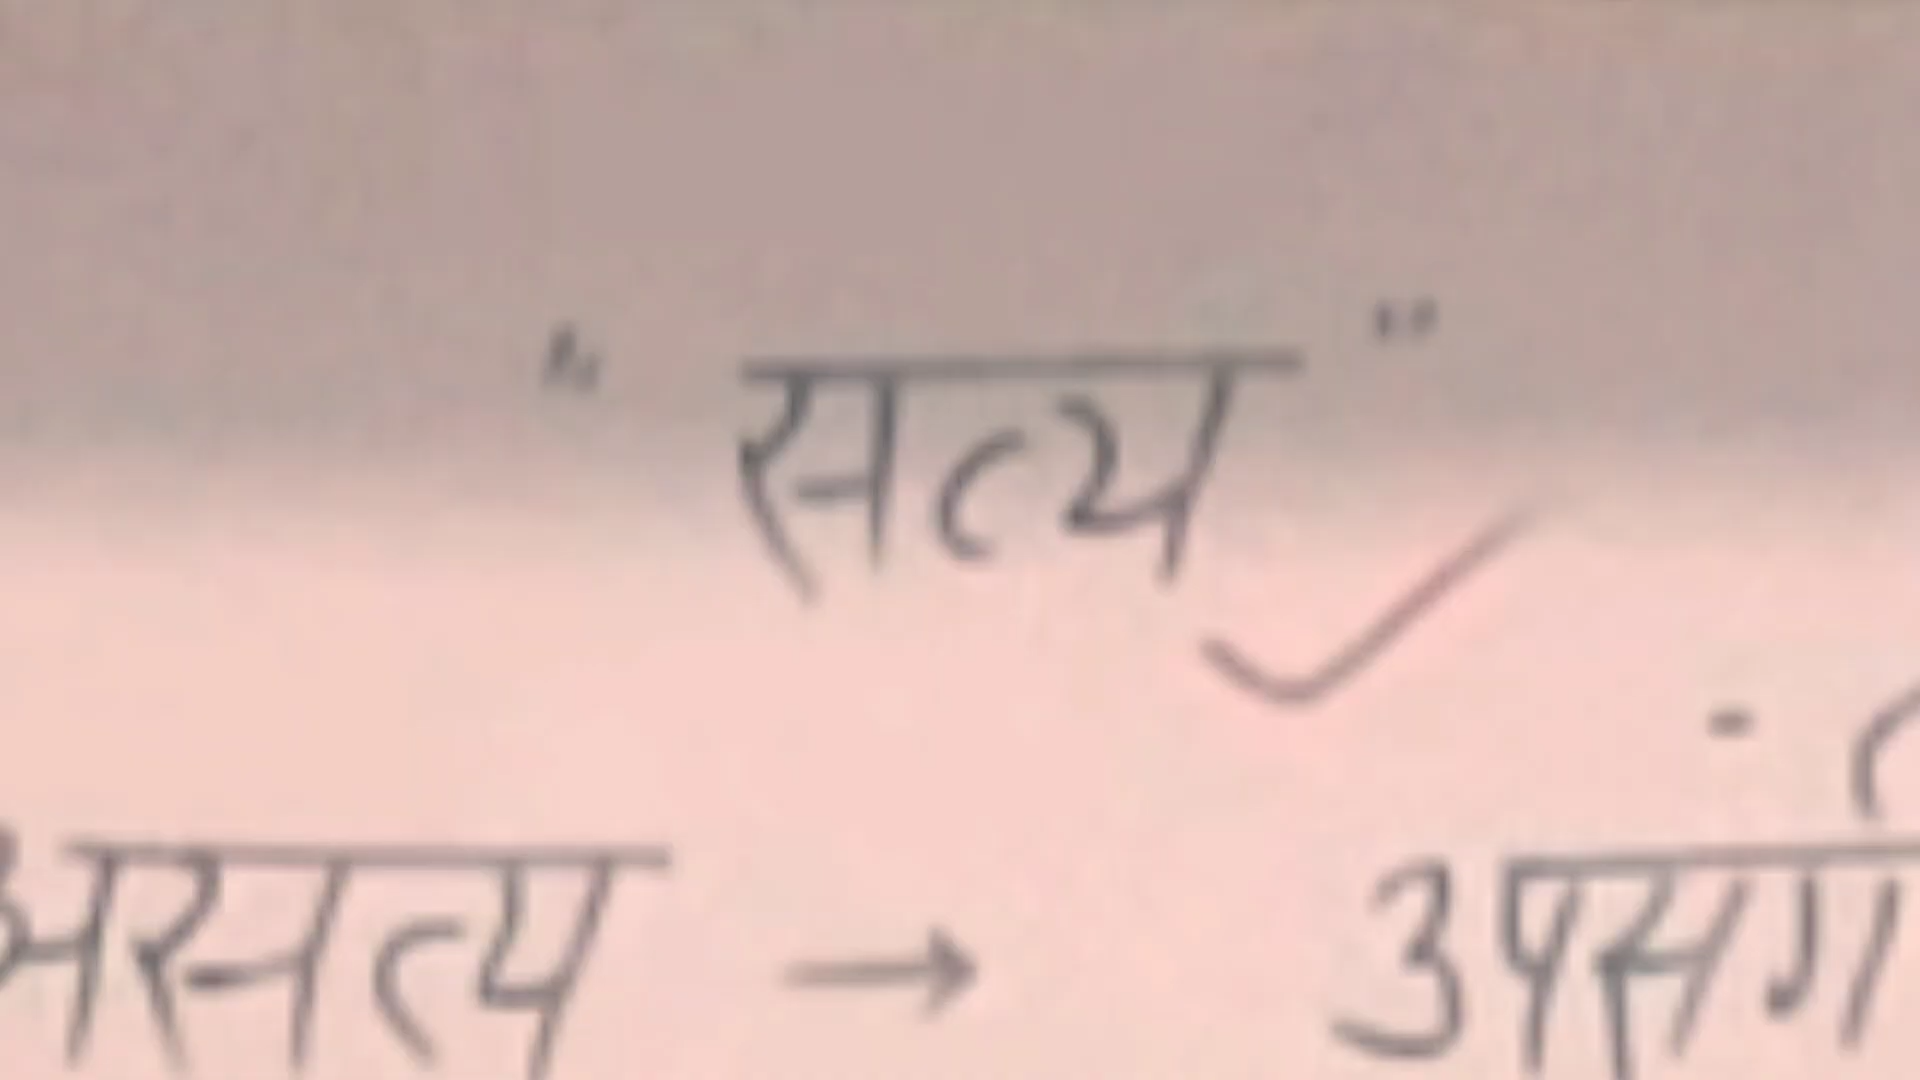 " सत्य "
असत्य → उपसर्ग